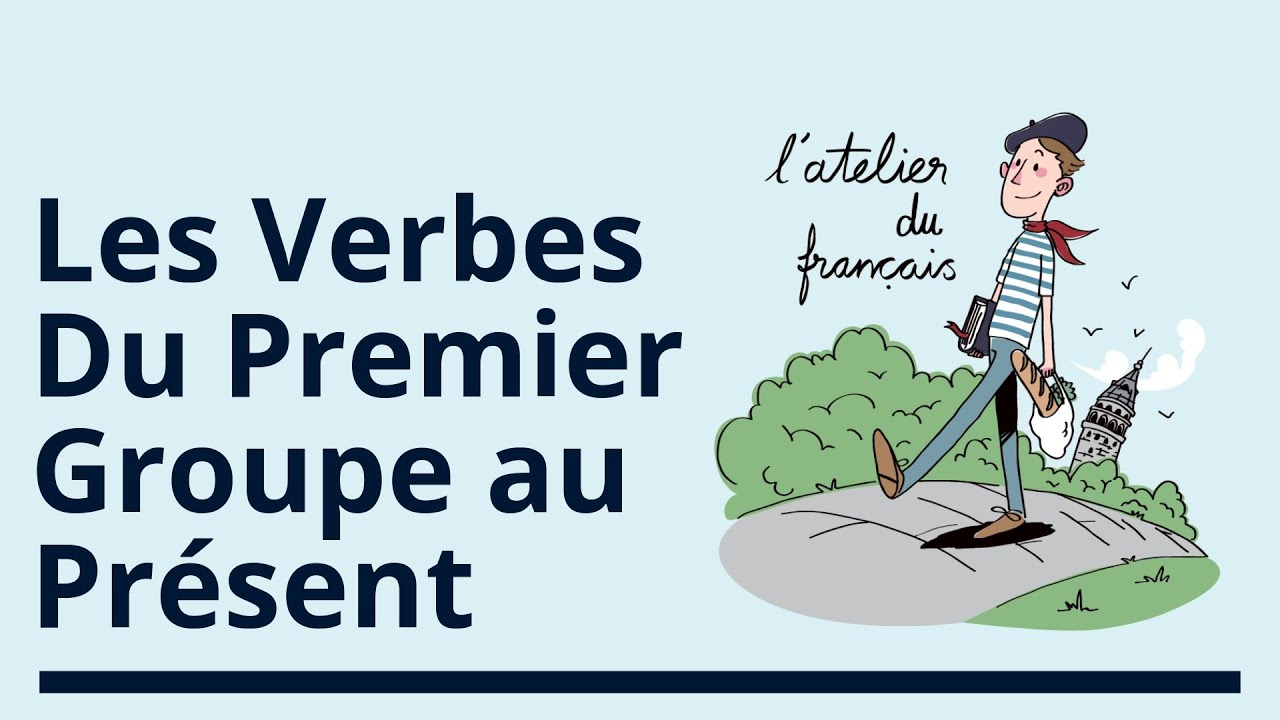 Les Verbes
Du Premier
Groupe au
Présent
l'atelier
du
français